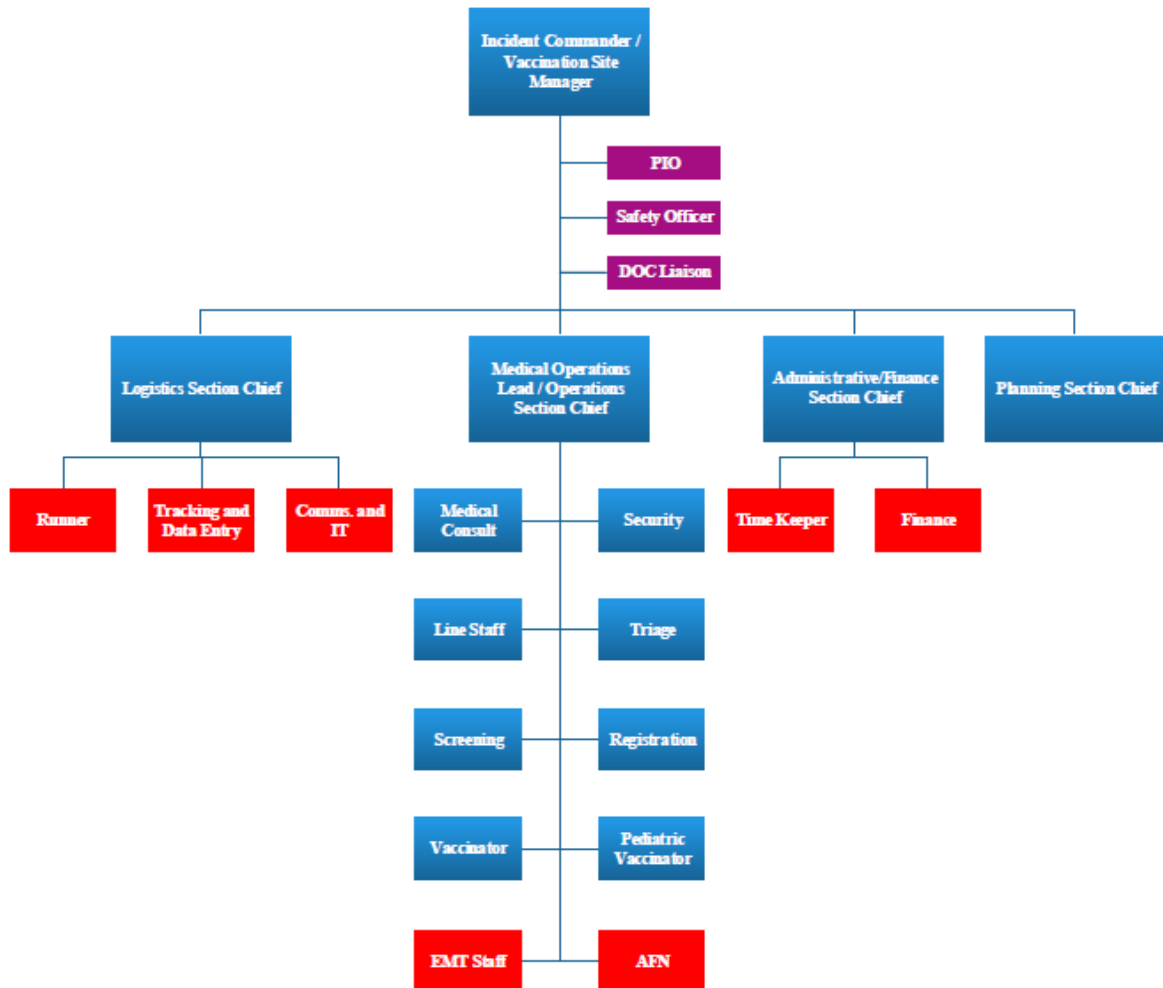 Incident Commander /
Vaccination Site
Manager
PIO
Safety Officer
DOC Liaison
Logistics Section Chief
Medical Operations
Lead / Operations
Section Chief
Administrative/Finance
Section Chief
Planning Section Chief
Runner
Tracking and
Data Entry
Comms. and
IT
Medical
Consult
Security
Time Keeper
Finance
Line Staff
Triage
Screening
Registration
Vaccinator
Pediatric
Vaccinator
EMT Staff
AFN